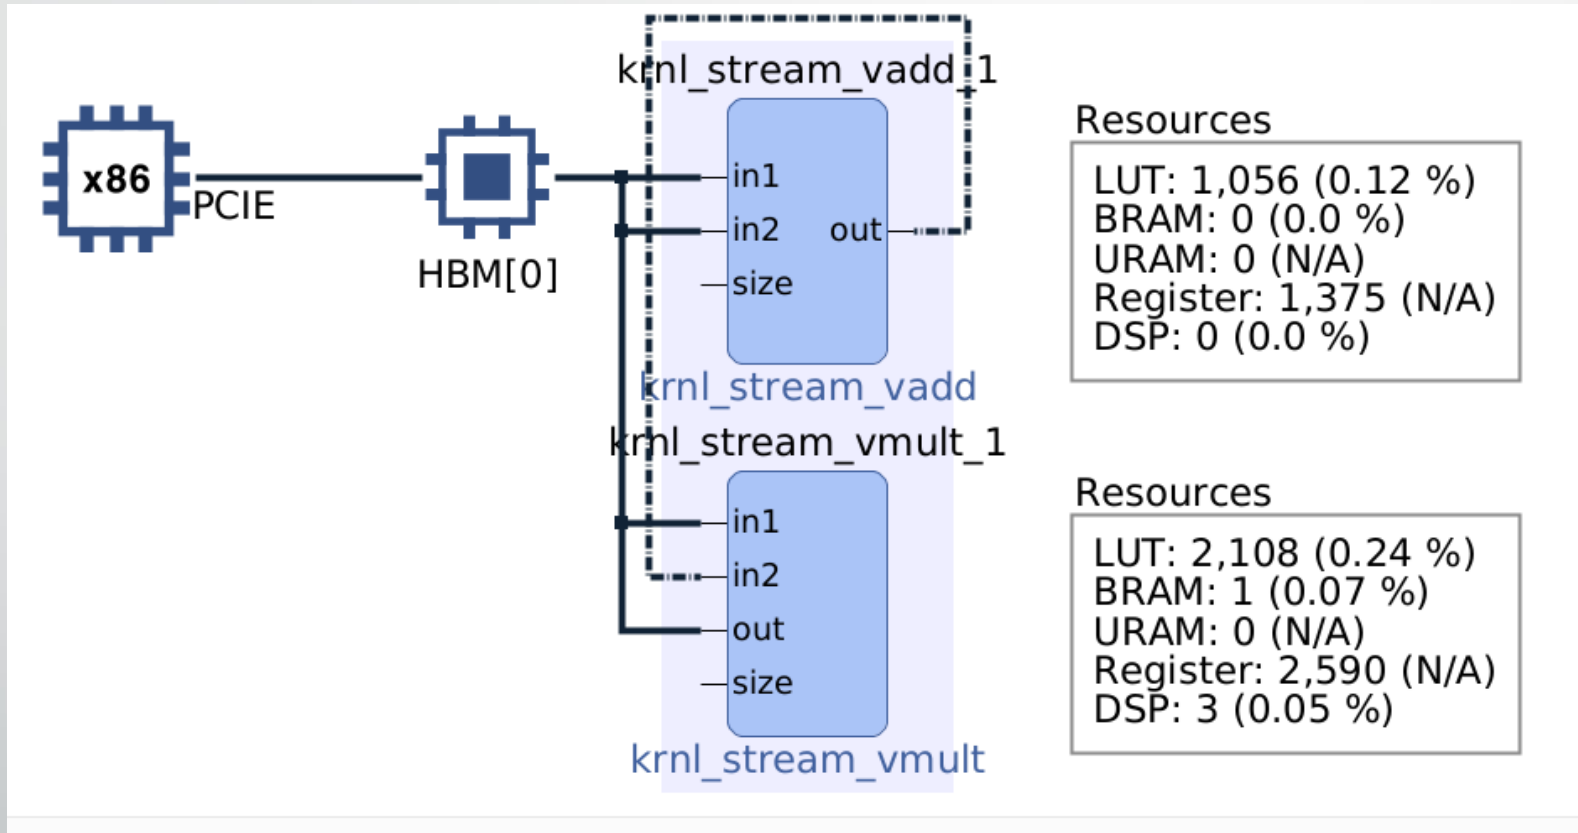 x86
PCIE
HBM[0]
krnl_stream_vadd_1
in1
in2
out
size
krnl_stream_vadd
Resources
LUT: 1,056 (0.12 %)
BRAM: 0 (0.0 %)
URAM: 0 (N/A)
Register: 1,375 (N/A)
DSP: 0 (0.0 %)
krnl_stream_vmult_1
in1
in2
out
size
krnl_stream_vmult
Resources
LUT: 2,108 (0.24 %)
BRAM: 1 (0.07 %)
URAM: 0 (N/A)
Register: 2,590 (N/A)
DSP: 3 (0.05 %)